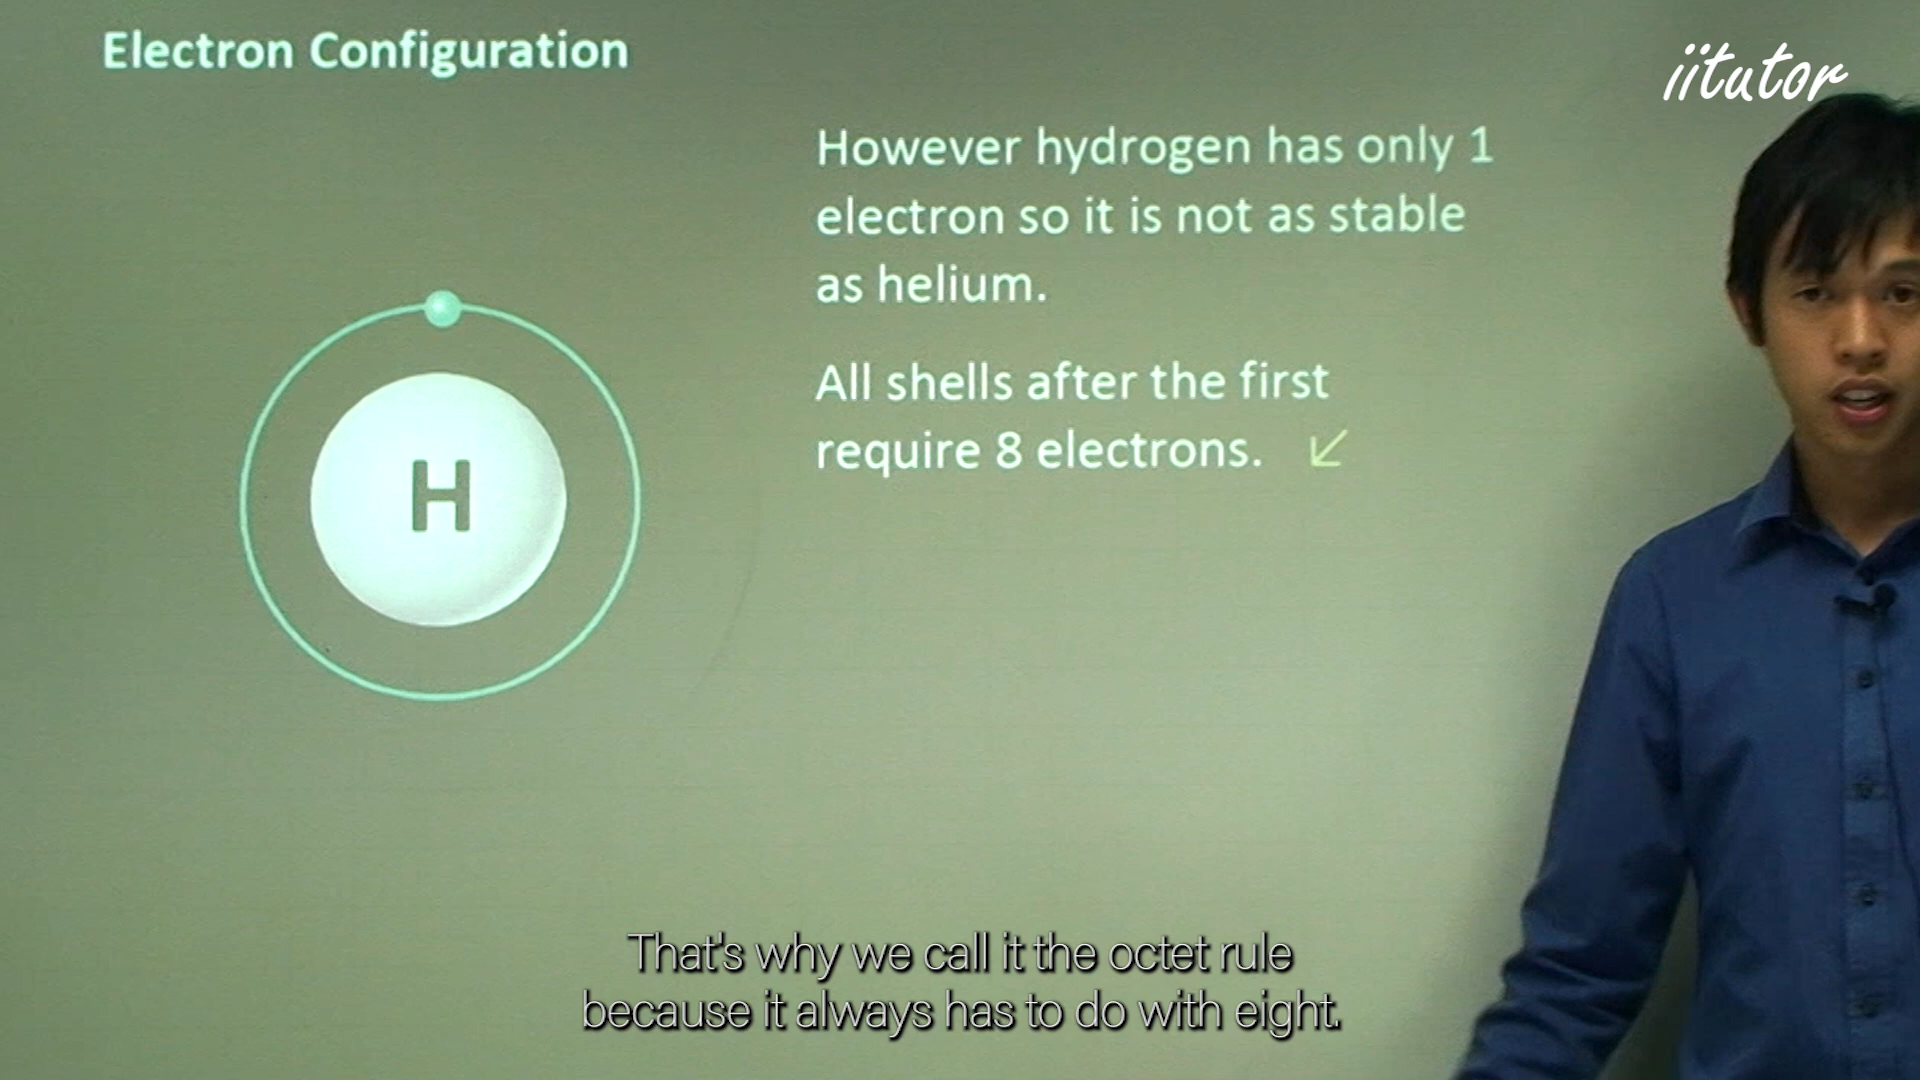 Electron Configuration
iitutor
However hydrogen has only 1
electron so it is not as stable
as helium.
All shells after the first
require 8 electrons.
H
That's why we call it the octet rule
because it always has to do with eight.